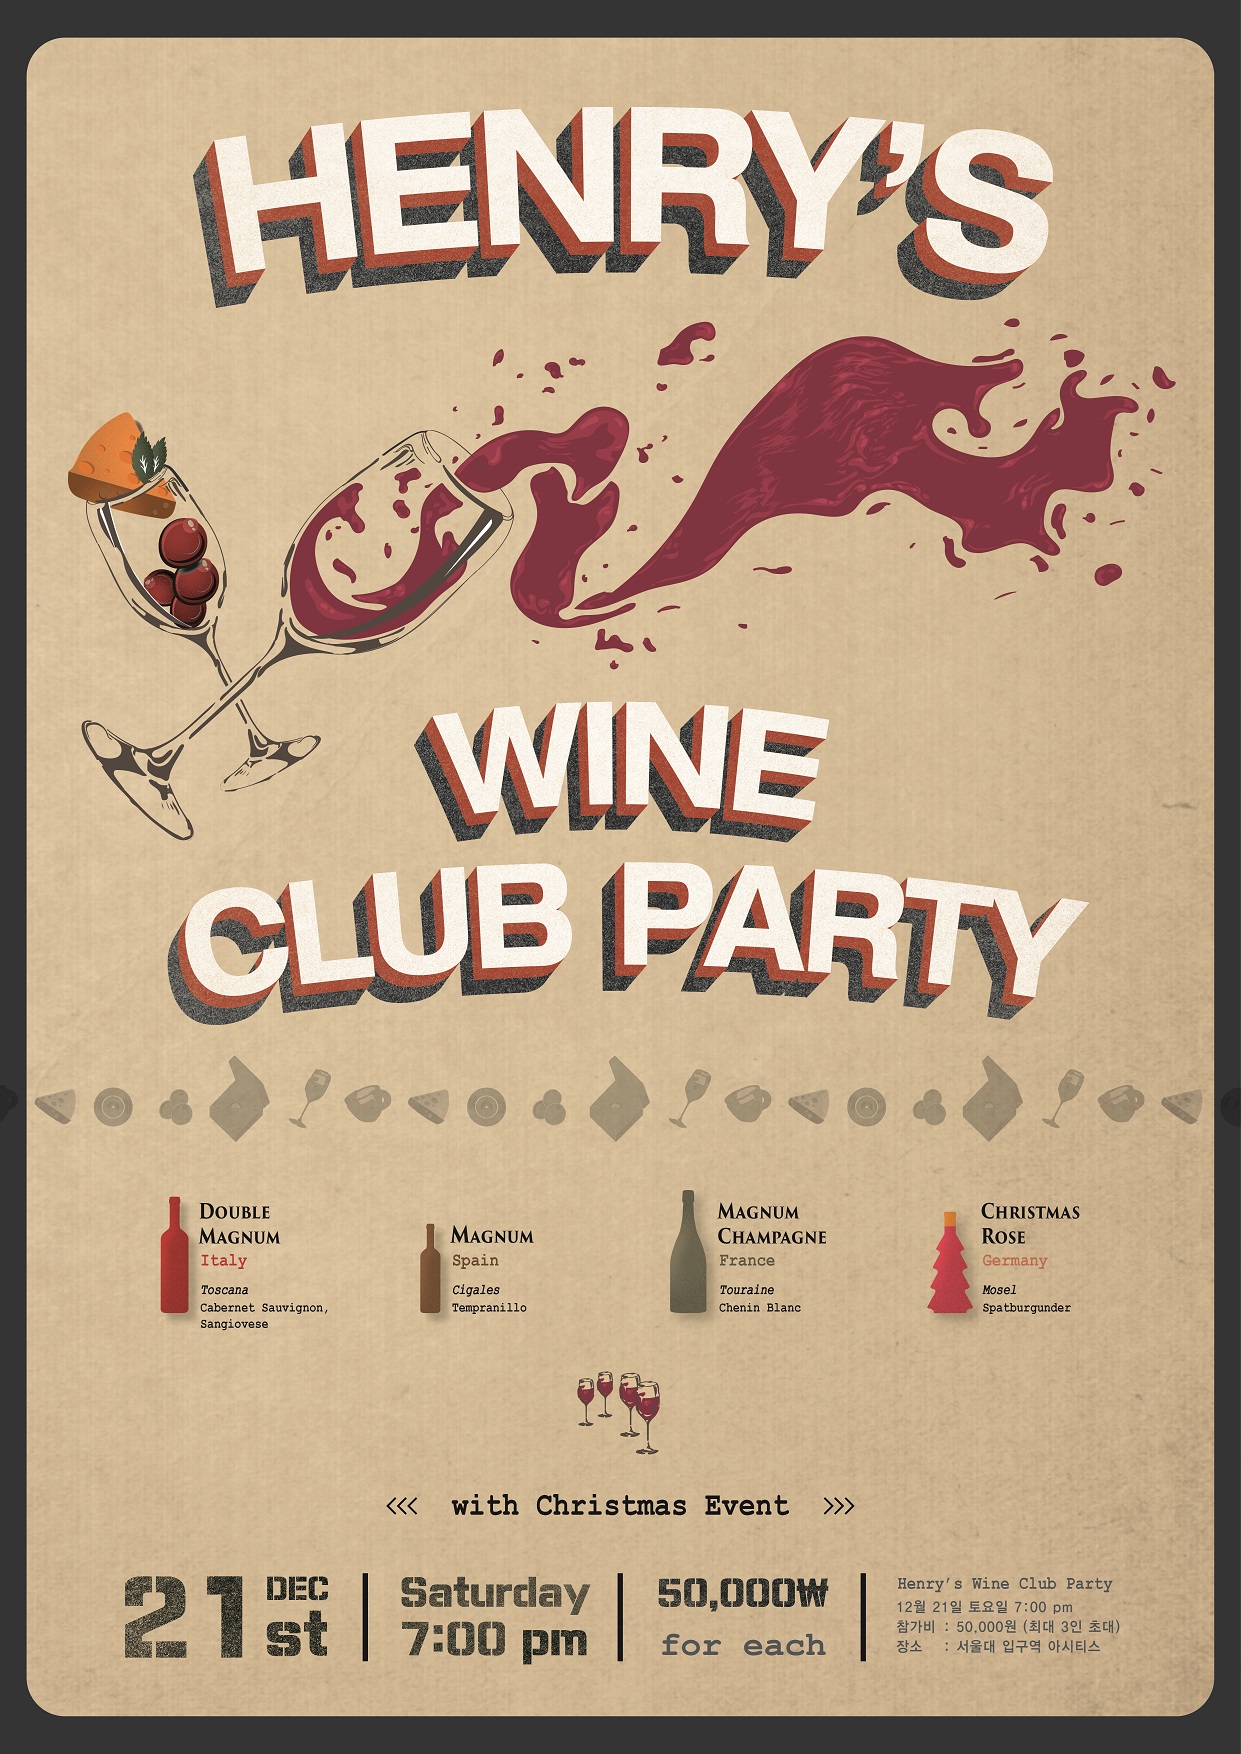 HENRY'S
WINE
CLUB PARTY
DOUBLE
MAGNUM
Italy
Toscana
Cabernet Sauvignon,
Sangiovese
MAGNUM
Spain
Cigales
Tempranillo
MAGNUM
CHAMPAGNE
France
Touraine
Chenin Blanc
CHRISTMAS
ROSE
Germany
Mosel
Spatburgunder
<<< with Christmas Event >>>
21 DEC
st
Saturday
7:00 pm
50,000₩
for each
Henry's Wine Club Party
12월 21일 토요일 7:00 pm
참가비 : 50,000원 (최대 3인 초대)
장소 : 서울대 입구역 아시티스